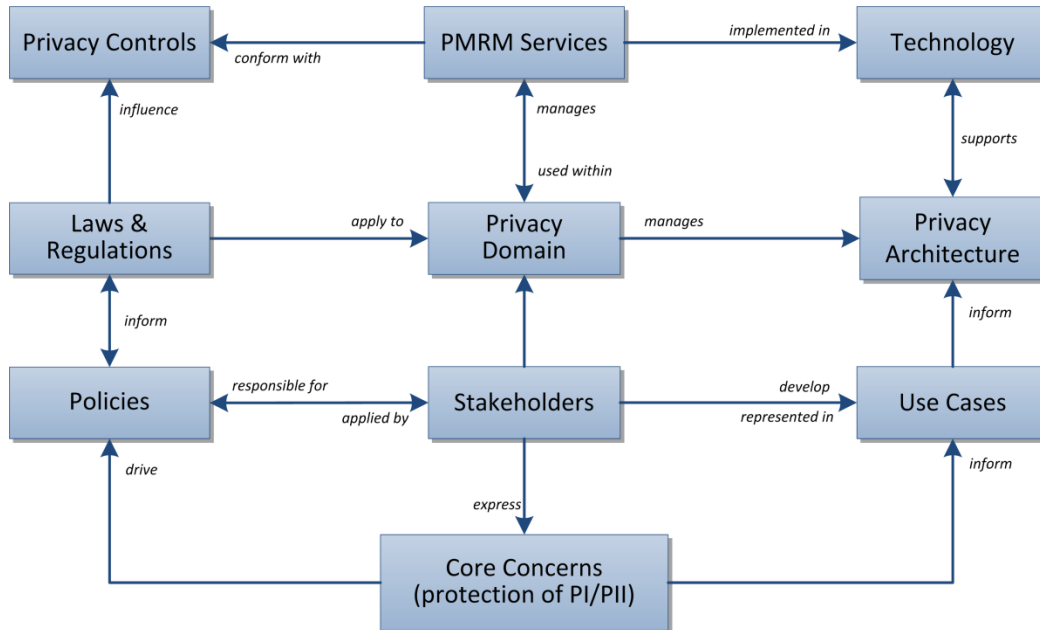 Privacy Controls
conform with
PMRM Services
implemented in
Technology
influence
manages
used within
supports
Laws &
Regulations
apply to
Privacy
Domain
manages
Privacy
Architecture
inform
inform
Policies
responsible for
applied by
Stakeholders
develop
represented in
Use Cases
drive
express
inform
Core Concerns
(protection of PI/PII)